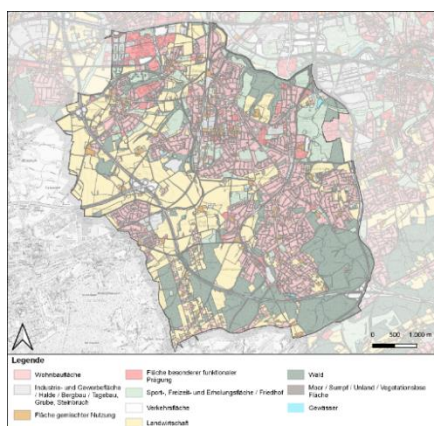 0 500 1.000 m
Legende
Wohnbaufläche
Industrie- und Gewerbefläche
/ Halde / Bergbau / Tagebau,
Grube, Steinbruch
Fläche gemischter Nutzung
Fläche besonderer funktionaler
Prägung
Sport-, Freizeit- und Erholungsfläche / Friedhof
Verkehrsfläche
Landwirtschaft
Wald
Moor / Sumpf / Unland / Vegetationslose
Fläche
Gewässer